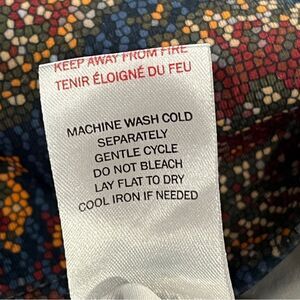 KEEP AWAY FROM FIRE
TENIR ÉLOIGNÉ DU FEU
MACHINE WASH COLD
SEPARATELY
GENTLE CYCLE
DO NOT BLEACH
LAY FLAT TO DRY
COOL IRON IF NEEDED